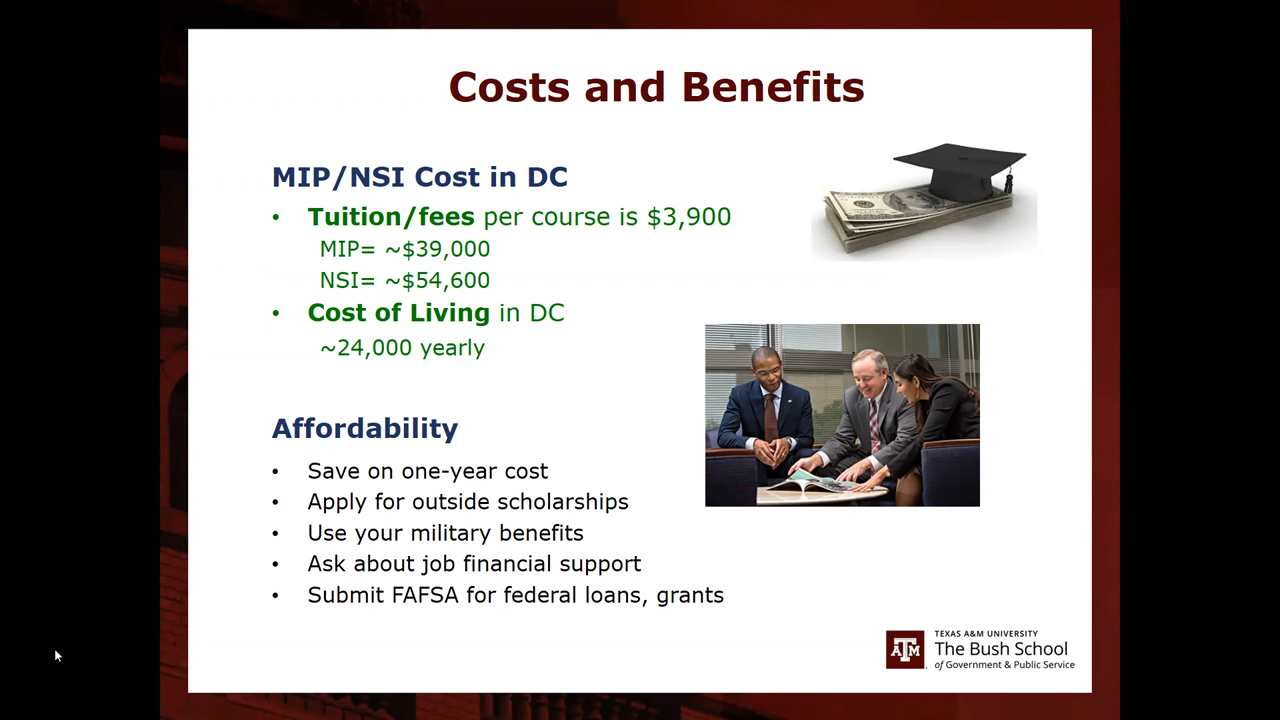 Costs and Benefits
MIP/NSI Cost in DC
• Tuition/fees per course is $3,900
MIP= ~$39,000
NSI= ~$54,600
• Cost of Living in DC
~24,000 yearly
Affordability
• Save on one-year cost
• Apply for outside scholarships
• Use your military benefits
• Ask about job financial support
• Submit FAFSA for federal loans, grants
ATM
TEXAS A&M UNIVERSITY
The Bush School
of Government & Public Service